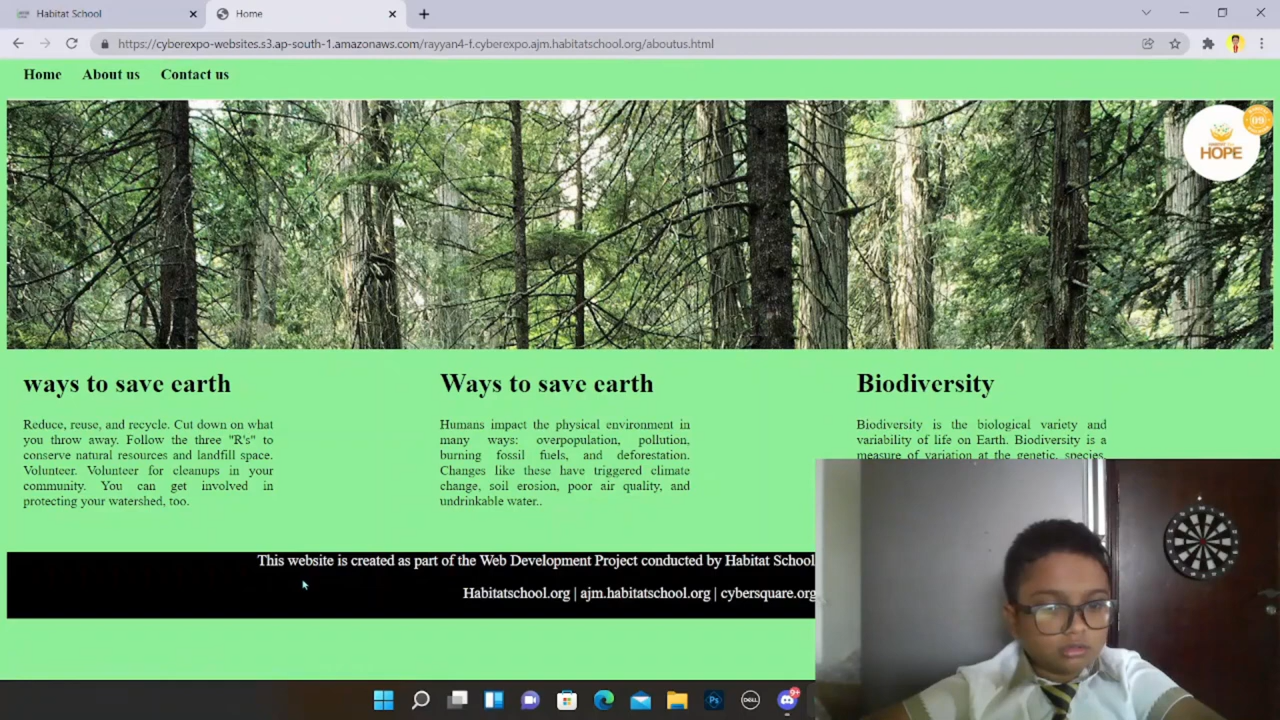 Habitat School
Home
https://cyberexpo-websites.s3.ap-south-1.amazonaws.com/rayyan4-f.cyberexpo.ajm.habitatschool.org/aboutus.html
Home About us Contact us
09
HOPE
ways to save earth
Reduce, reuse, and recycle. Cut down on what
you throw away. Follow the three "R's" to
conserve natural resources and landfill space.
Volunteer. Volunteer for cleanups in your
community. You can get involved in
protecting your watershed, too.
Ways to save earth
Humans impact the physical environment in
many ways: overpopulation, pollution,
burning fossil fuels, and deforestation.
Changes like these have triggered climate
change, soil erosion, poor air quality, and
undrinkable water..
Biodiversity
Biodiversity is the biological variety and
variability of life on Earth. Biodiversity is a
measure of variation at the genetic, species,
This website is created as part of the Web Development Project conducted by Habitat School
Habitatschool.org | ajm.habitatschool.org | cybersquare.org
Ps
DELL
9+